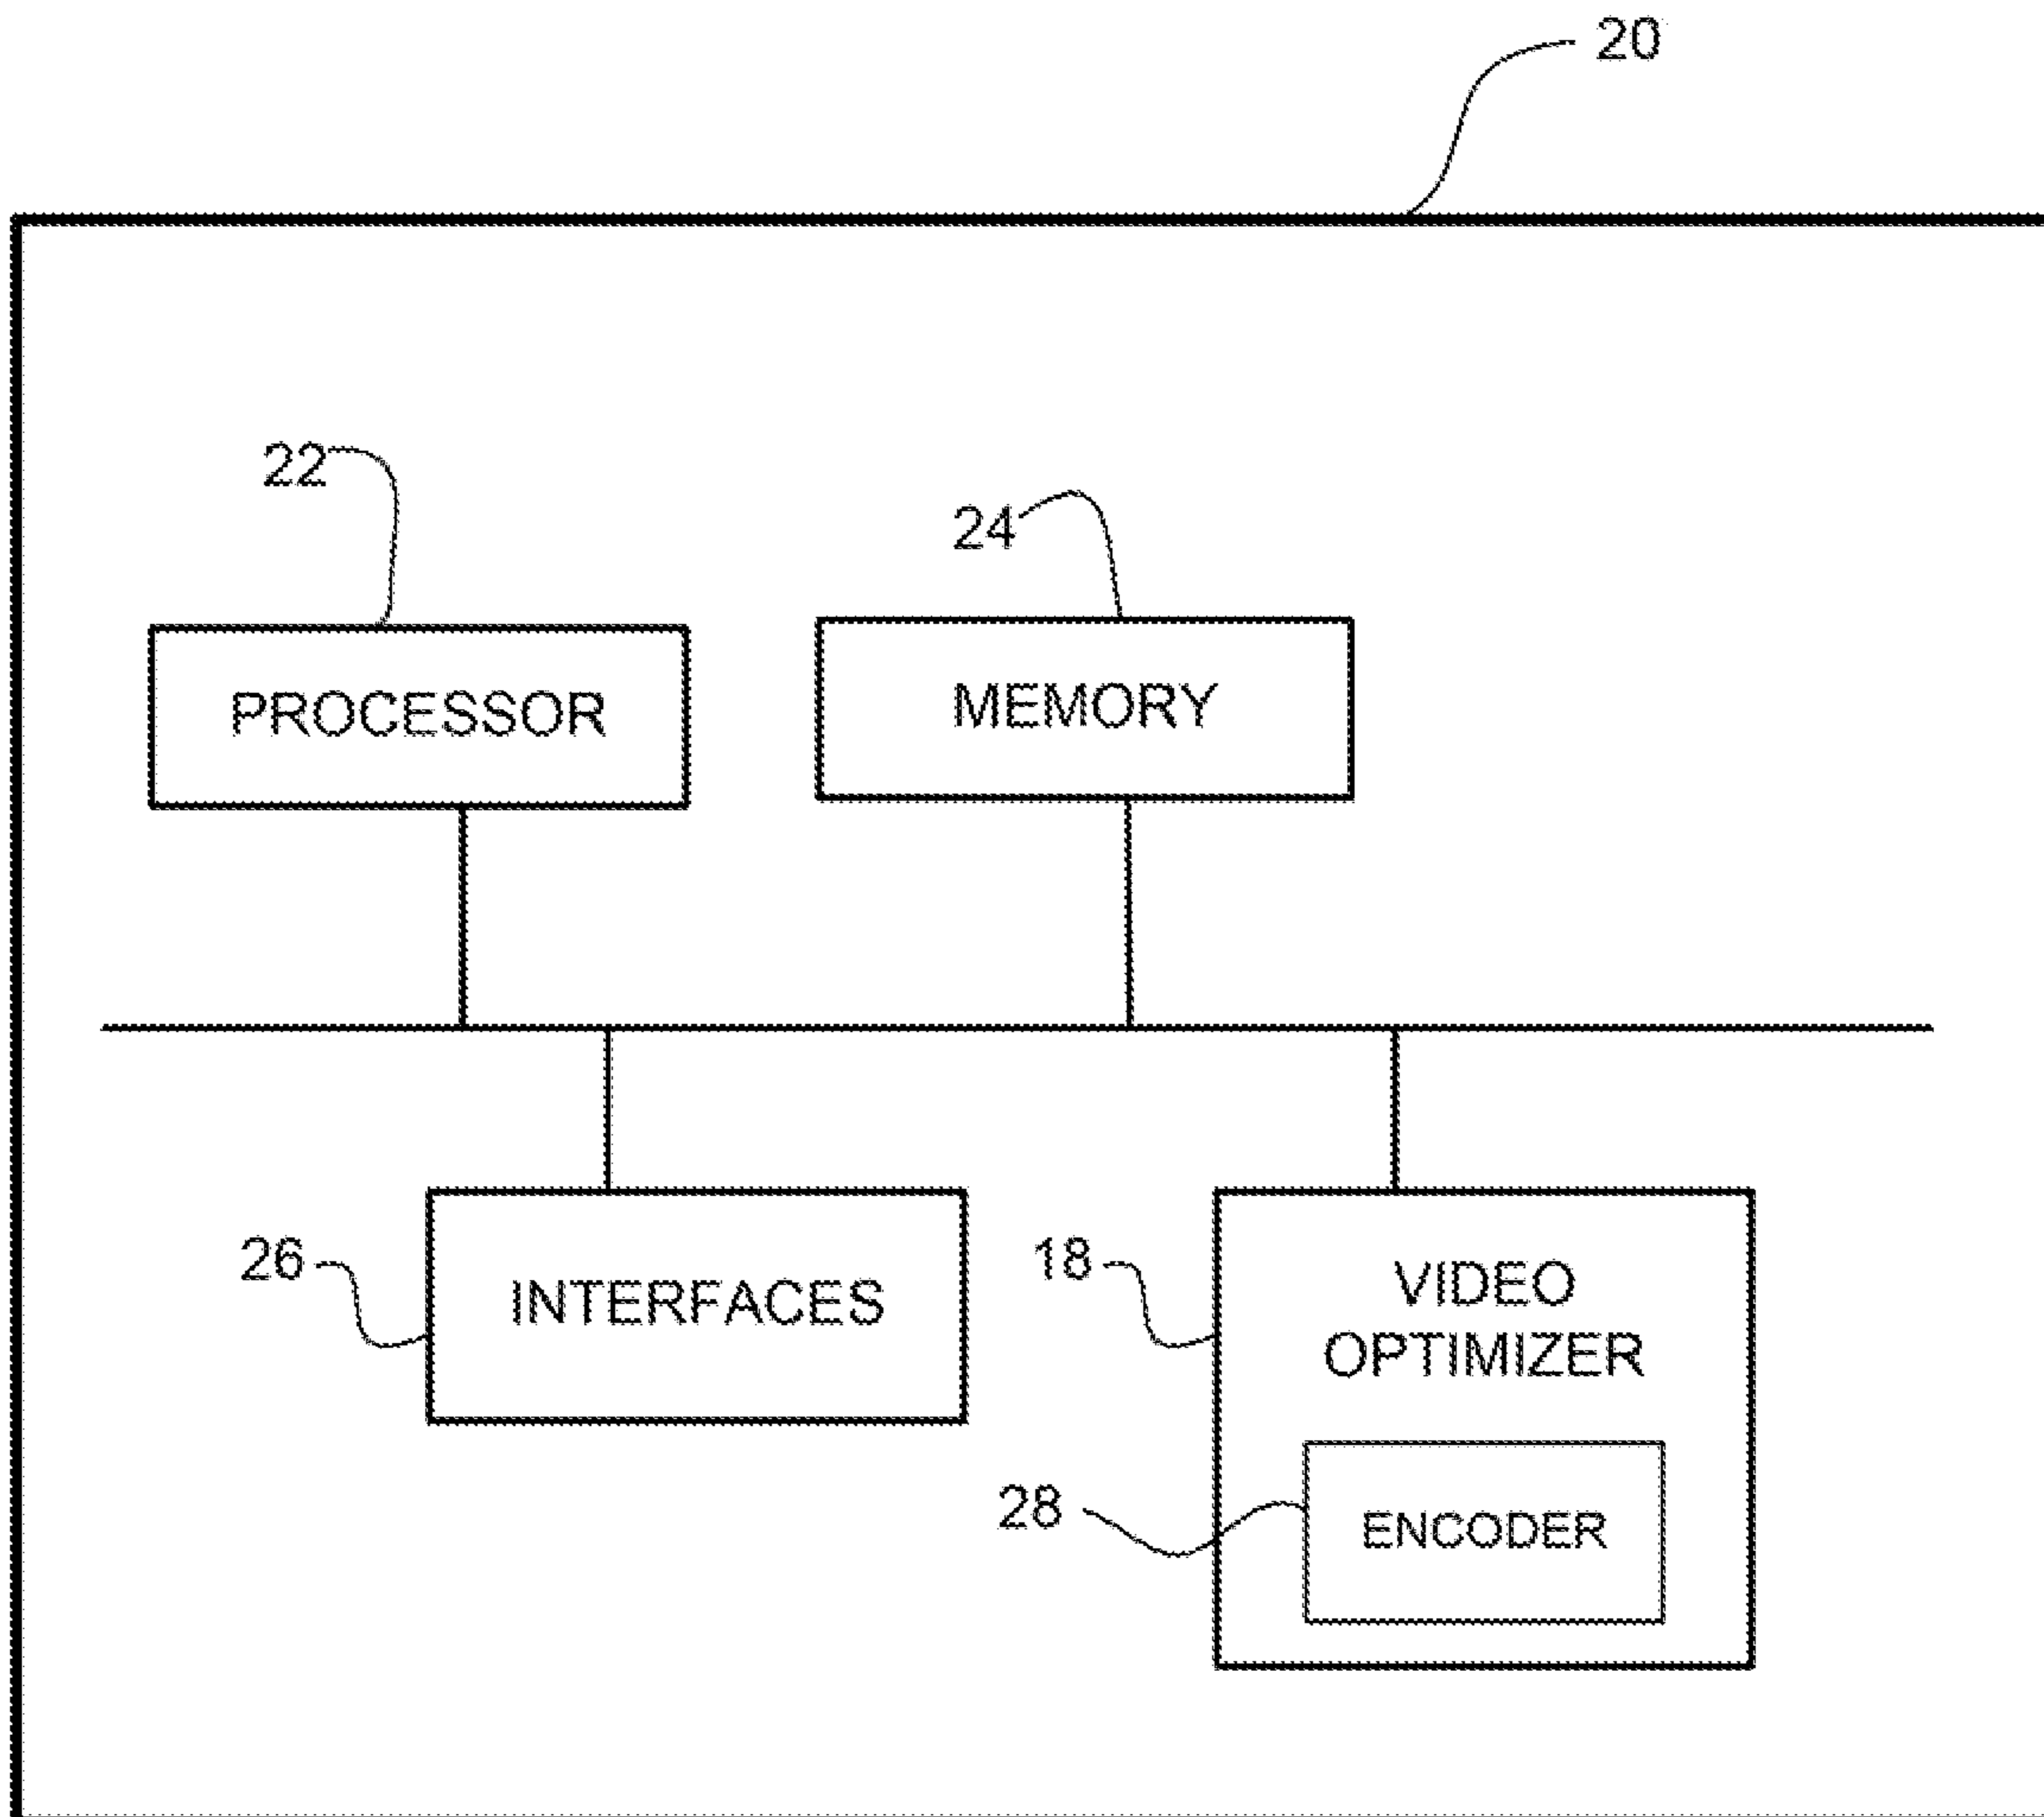 20
22
24
PROCESSOR
MEMORY
26
INTERFACES
18
VIDEO
OPTIMIZER
28
ENCODER